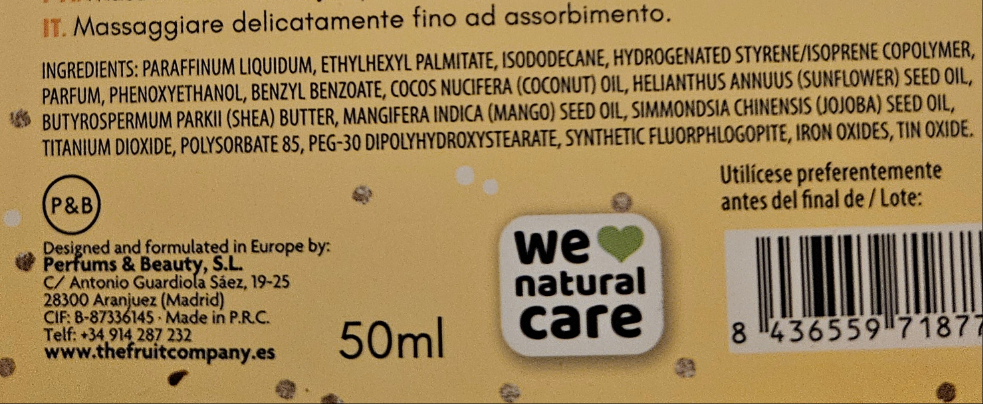 IT. Massaggiare delicatamente fino ad assorbimento.
INGREDIENTS: PARAFFINUM LIQUIDUM, ETHYLHEXYL PALMITATE, ISODODECANE, HYDROGENATED STYRENE/ISOPRENE COPOLYMER,
PARFUM, PHENOXYETHANOL, BENZYL BENZOATE, COCOS NUCIFERA (COCONUT) OIL, HELIANTHUS ANNUUS (SUNFLOWER) SEED OIL,
BUTYROSPERMUM PARKII (SHEA) BUTTER, MANGIFERA INDICA (MANGO) SEED OIL, SIMMONDSIA CHINENSIS (JOJOBA) SEED OIL,
TITANIUM DIOXIDE, POLYSORBATE 85, PEG-30 DIPOLYHYDROXYSTEARATE, SYNTHETIC FLUORPHLOGOPITE, IRON OXIDES, TIN OXIDE.
P&B
Designed and formulated in Europe by:
Perfums & Beauty, S.L.
C/ Antonio Guardiola Sáez, 19-25
28300 Aranjuez (Madrid)
CIF: B-87336145 · Made in P.R.C.
Telf: +34 914 287 232
www.thefruitcompany.es
50ml
we
natural
care
Utilícese preferentemente
antes del final de / Lote:
8 436559 71877